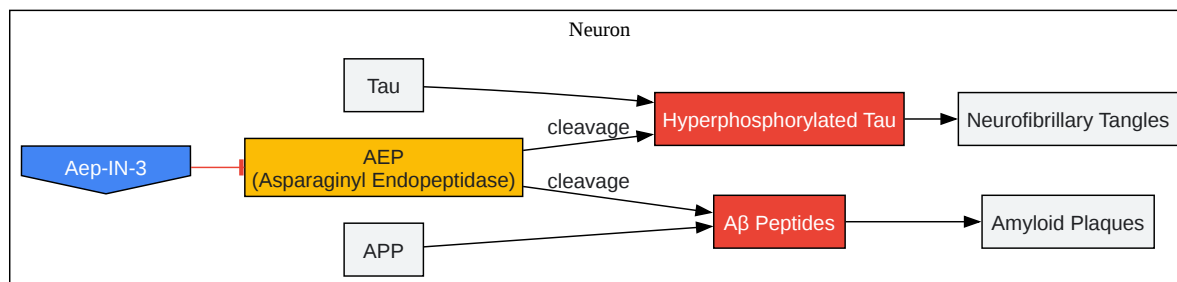 Neuron
Tau
cleavage
Hyperphosphorylated Tau
Neurofibrillary Tangles
Aep-IN-3
AEP
(Asparaginyl Endopeptidase)
cleavage
Aβ Peptides
Amyloid Plaques
APP